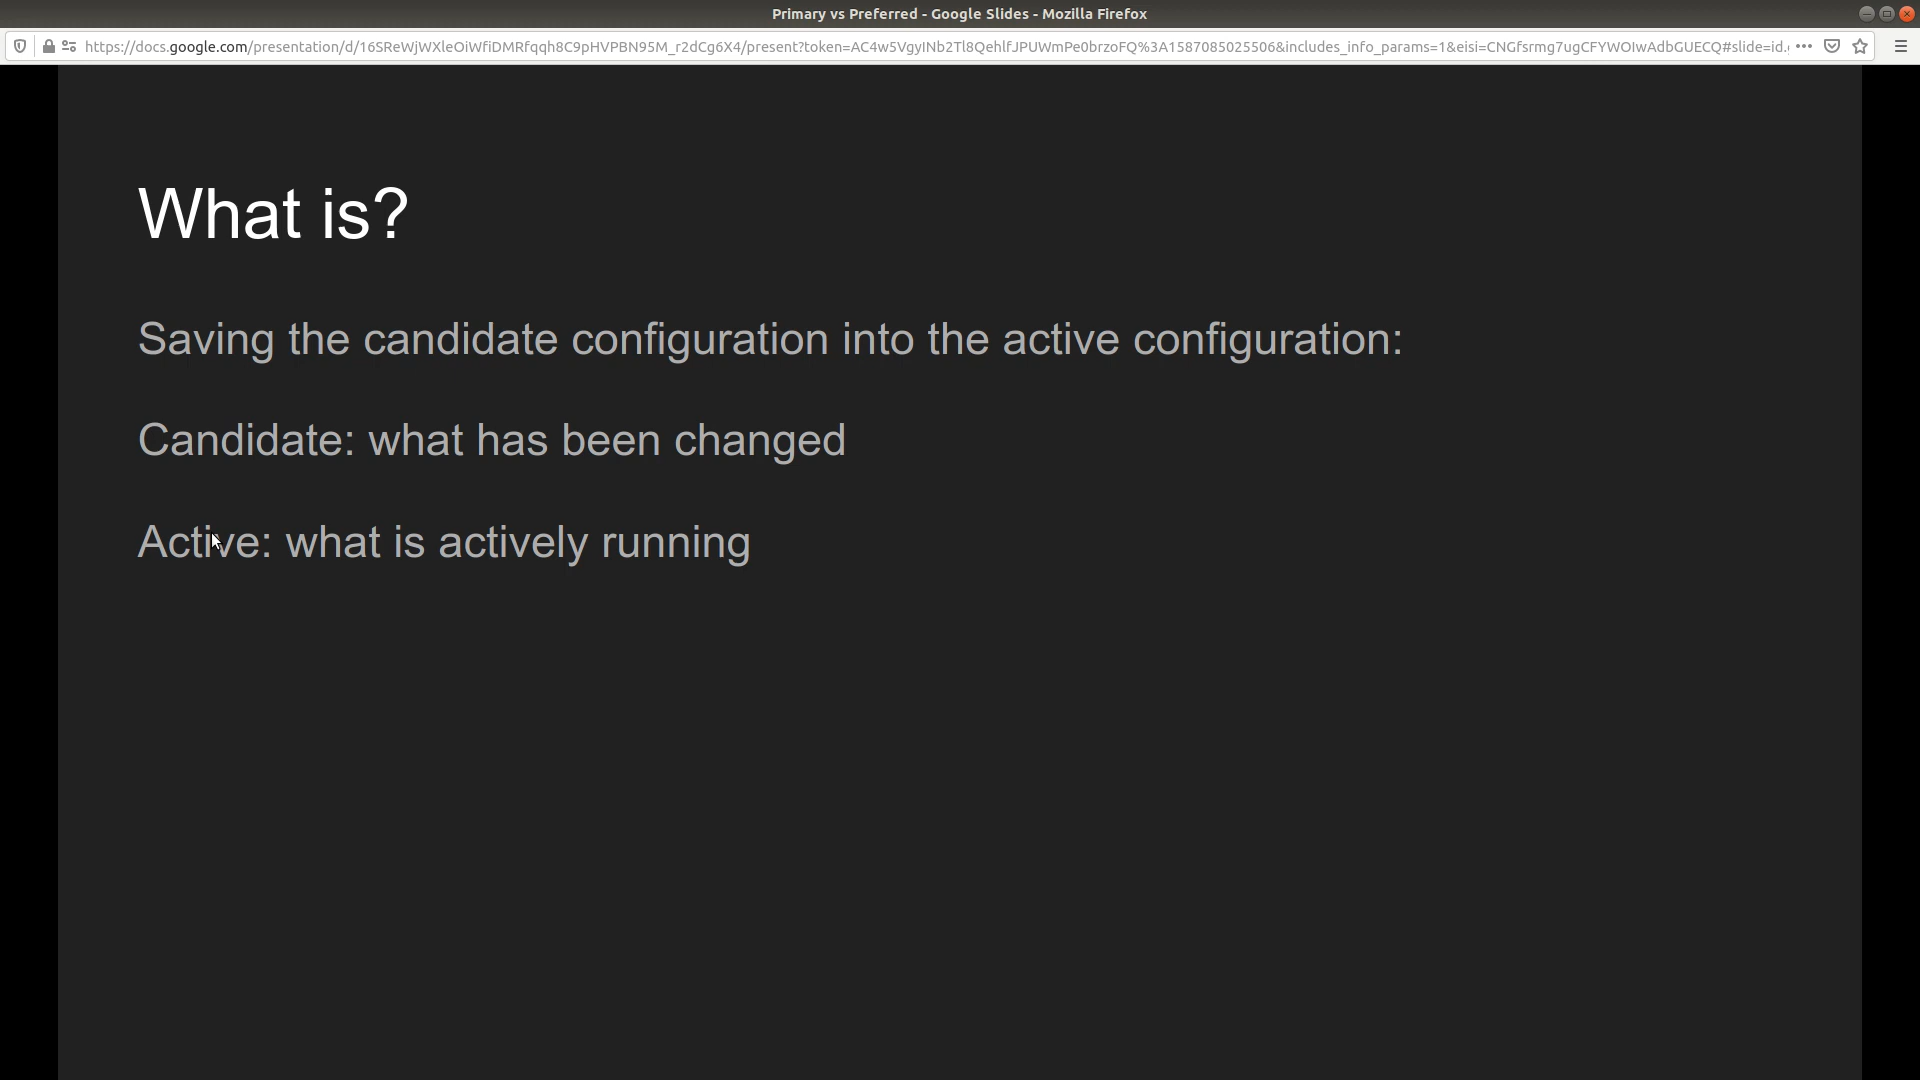 Primary vs Preferred - Google Slides - Mozilla Firefox
https://docs.google.com/presentation/d/16SReWjWXleOiWfiDMRfqqh8C9pHVPBN95M_r2dCg6X4/present?token=AC4w5VgyINb2Tl8QehlfJPUWmPe0brzoFQ%3A1587085025506&includes_info_params=1&eisi=CNGfsrmg7ugCFYWOIwAdbGUECQ#slide=id.
What is?
Saving the candidate configuration into the active configuration:
Candidate: what has been changed
Active: what is actively running